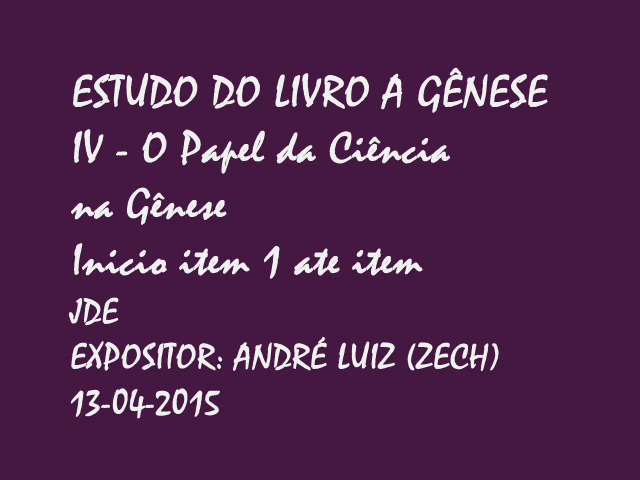 ESTUDO DO LIVRO A GÊNESE
IV - O Papel da Ciência
na Gênese
Inicio item 1 ate item
JDE
EXPOSITOR: ANDRÉ LUIZ (ZECH)
13-04-2015